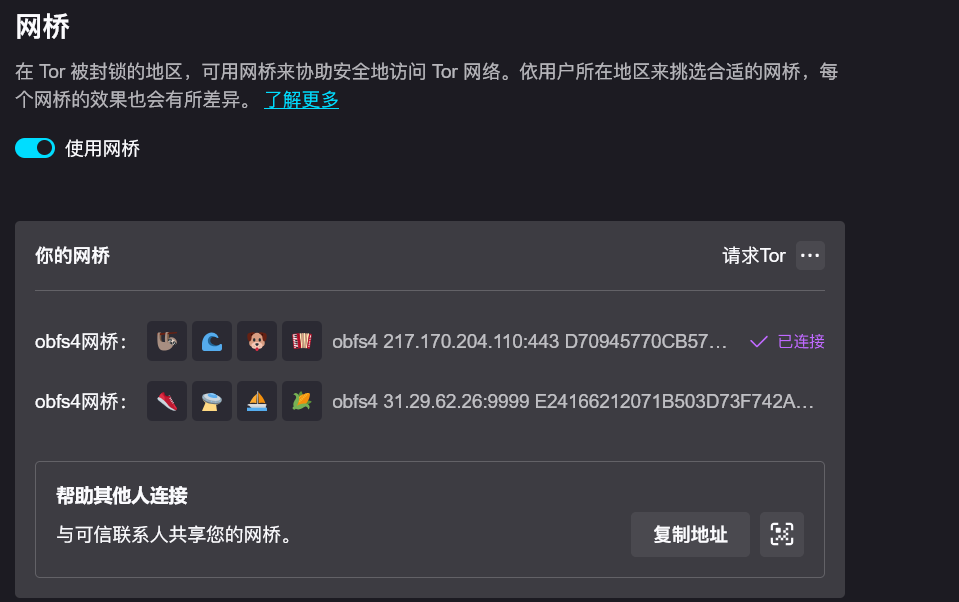 网桥
在 Tor 被封锁的地区，可用网桥来协助安全地访问 Tor 网络。依用户所在地区来挑选合适的网桥，每
个网桥的效果也会有所差异。 了解更多
使用网桥
你的网桥
请求Tor
obfs4网桥： obfs4 217.170.204.110:443 D70945770CB57… 已连接
obfs4网桥： obfs4 31.29.62.26:9999 E24166212071B503D73F742A…
帮助其他人连接
与可信联系人共享您的网桥。
复制地址